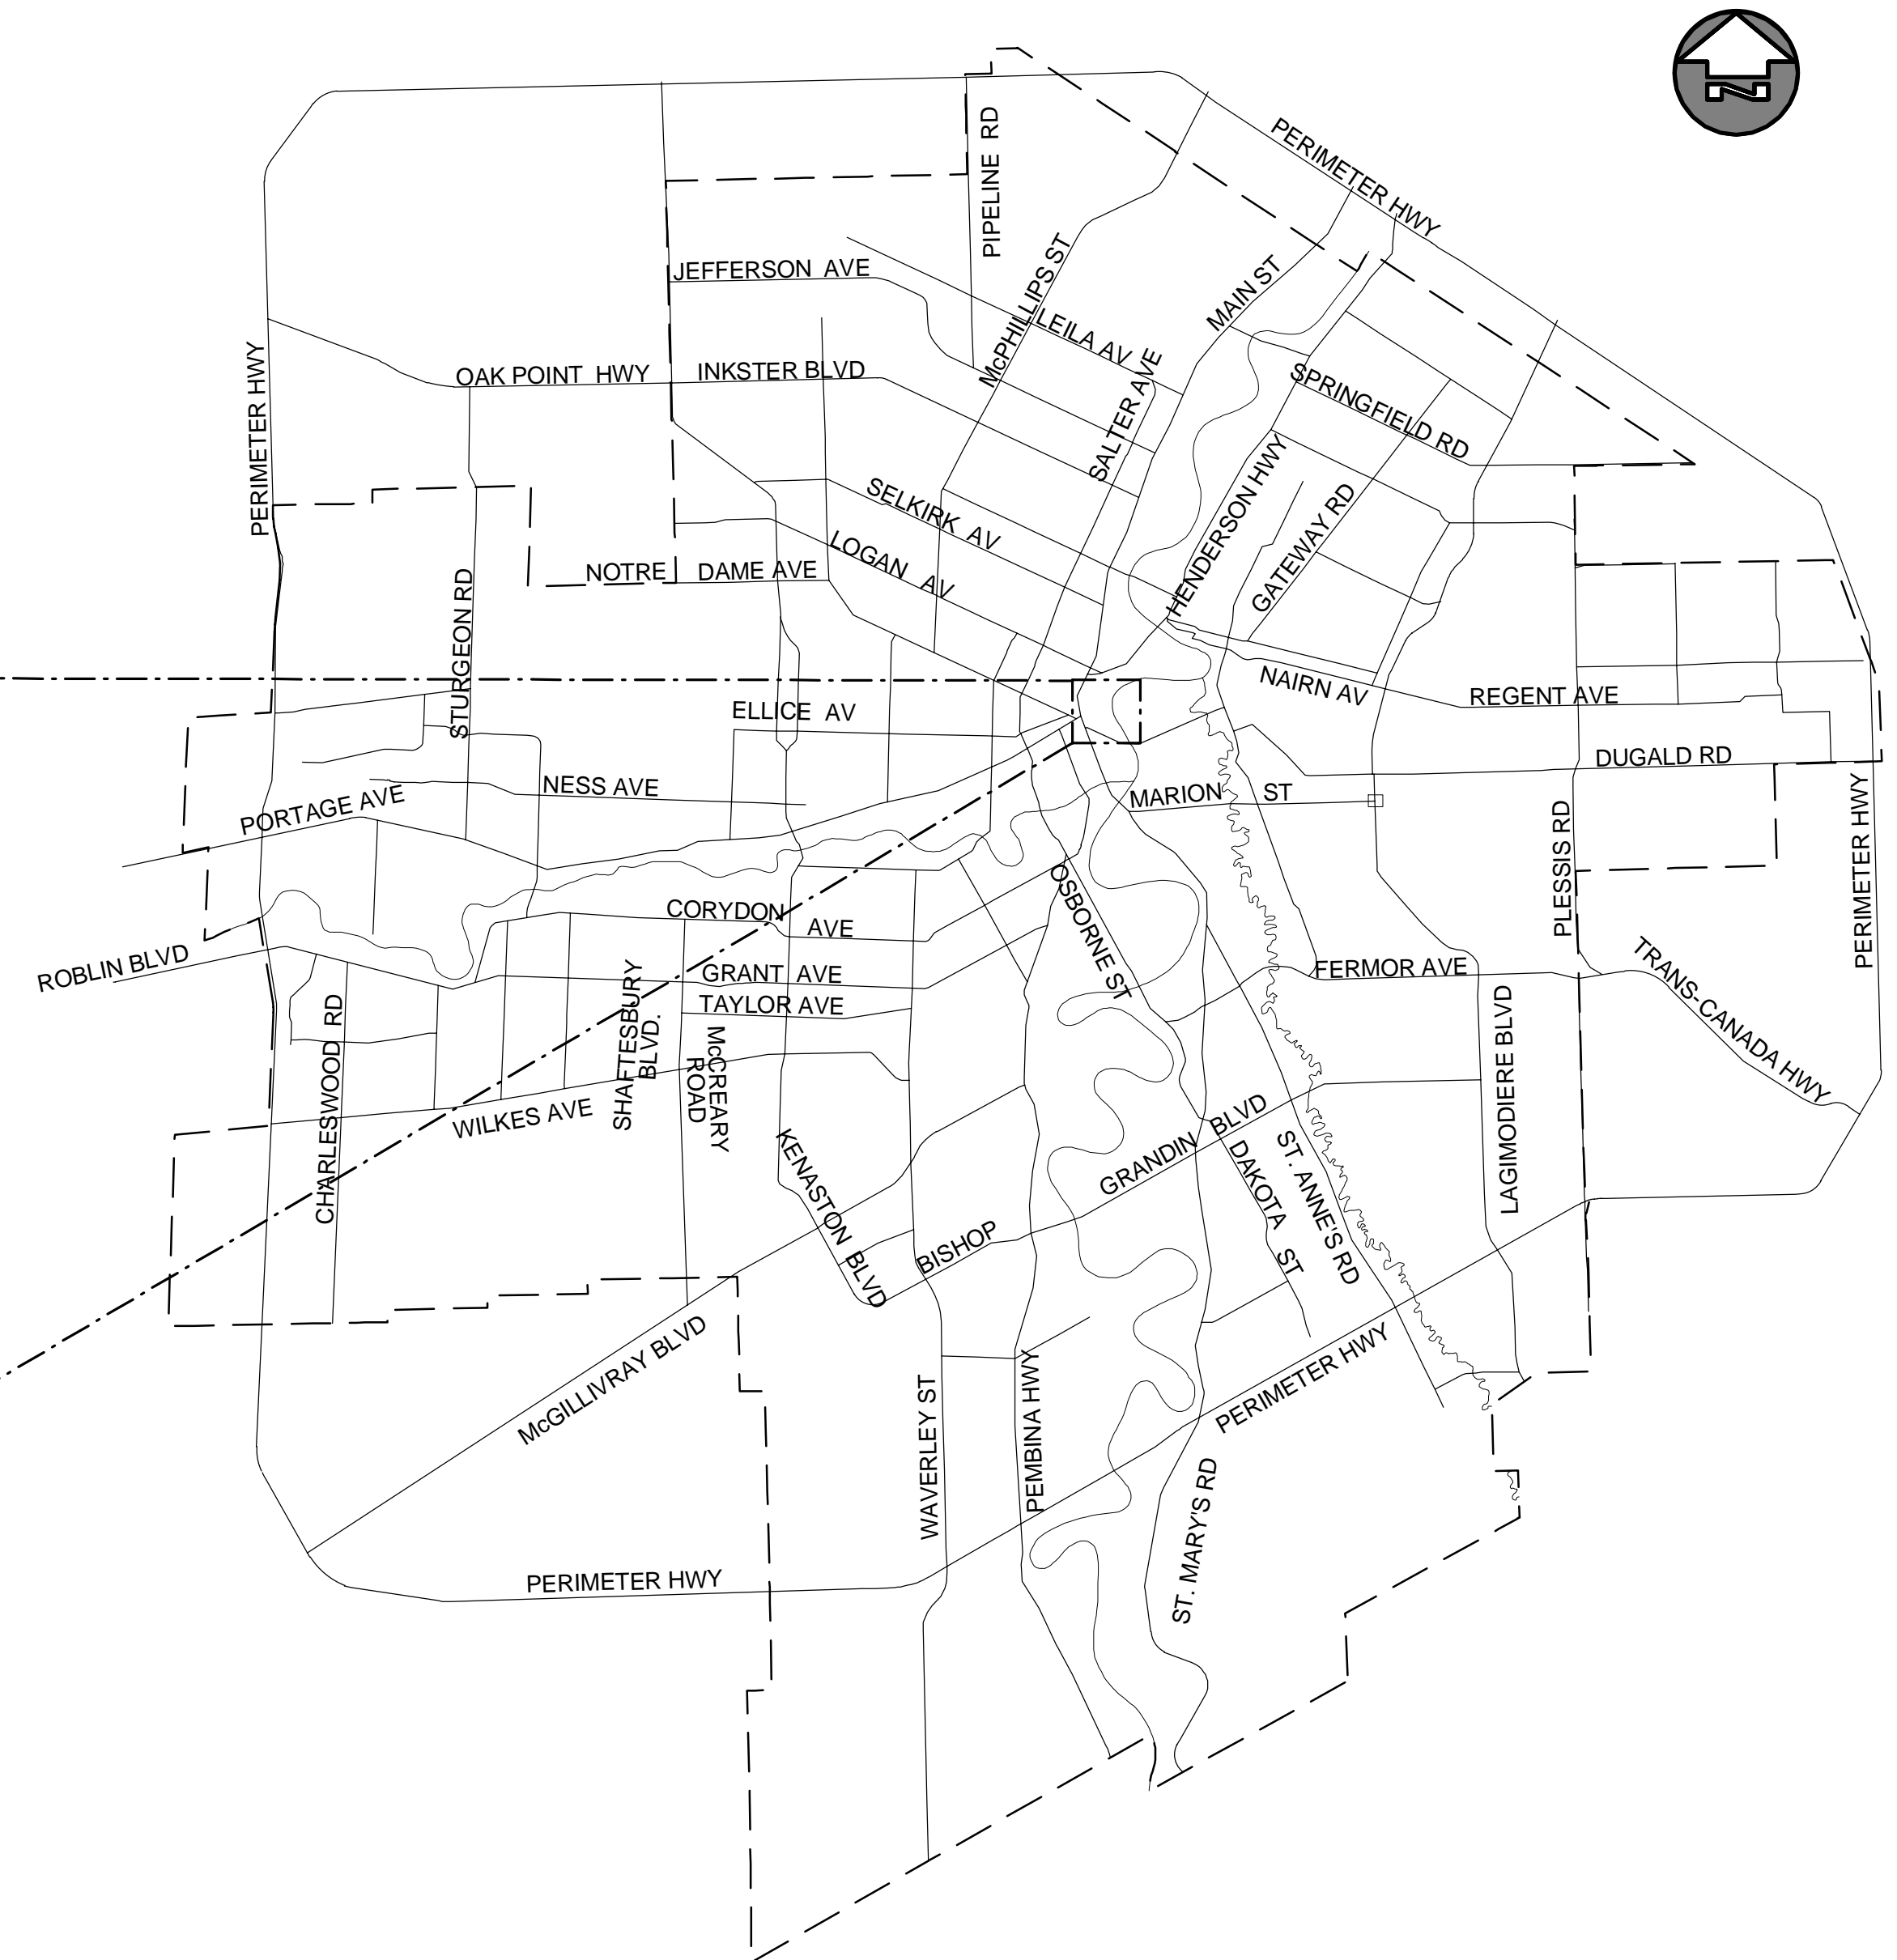 N
PERIMETER HWY
PIPELINE RD
McPHILLIPS ST
MAIN ST
JEFFERSON AVE
LEILA AV
SALTER AVE
PERIMETER HWY
OAK POINT HWY
INKSTER BLVD
SPRINGFIELD RD
HENDERSON HWY
GATEWAY RD
SELKIRK AV
LOGAN AV
NOTRE DAME AVE
STURGEON RD
NAIRN AV
REGENT AVE
ELLICE AV
DUGALD RD
NESS AVE
MARION ST
PORTAGE AVE
PLESSIS RD
PERIMETER HWY
OSBORNE ST
CORYDON AVE
ROBLIN BLVD
GRANT AVE
FERMOR AVE
TRANS-CANADA HWY
TAYLOR AVE
CHARLESWOOD RD
SHAFTESBURY
BLVD.
McCREARY
ROAD
LAGIMODIERE BLVD
WILKES AVE
KENASTON BLVD
BISHOP GRANDIN BLVD
DAKOTA ST
ST. ANNE'S RD
McGILLIVRAY BLVD
WAVERLEY ST
PEMBINA HWY
PERIMETER HWY
ST. MARY'S RD
PERIMETER HWY